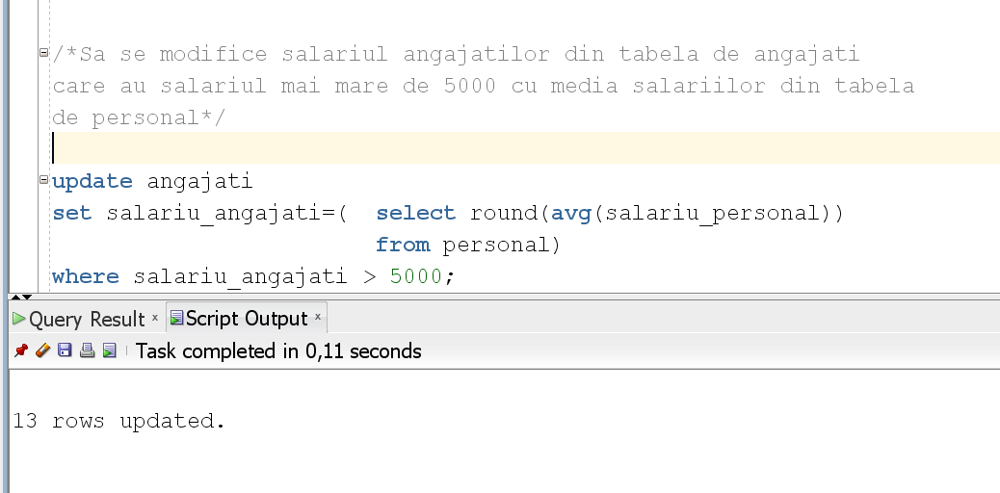 /*Sa se modifice salariul angajatilor din tabela de angajati
care au salariul mai mare de 5000 cu media salariilor din tabela
de personal*/
update angajati
set salariu_angajati=(  select round(avg(salariu_personal))
from personal)
where salariu_angajati > 5000;
Query Result × Script Output ×
Task completed in 0,11 seconds
13 rows updated.